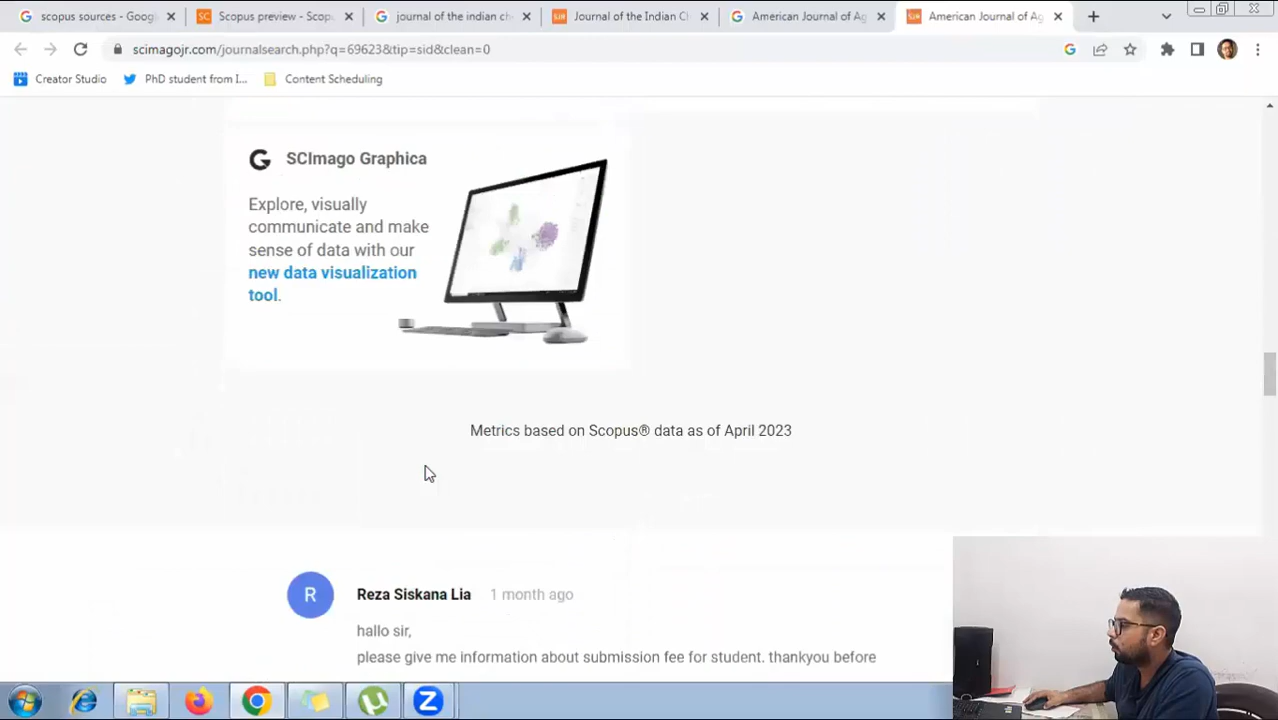 scopus sources - Goog
Scopus preview - Scop
journal of the indian ch
Journal of the Indian Ch
American Journal of Ag
American Journal of Ag
scimagojr.com/journalsearch.php?q=69623&tip=sid&clean=0
Creator Studio
PhD student from I...
Content Scheduling
SCImago Graphica
Explore, visually
communicate and make
sense of data with our
new data visualization
tool.
Metrics based on Scopus® data as of April 2023
R
Reza Siskana Lia 1 month ago
hallo sir,
please give me information about submission fee for student. thankyou before